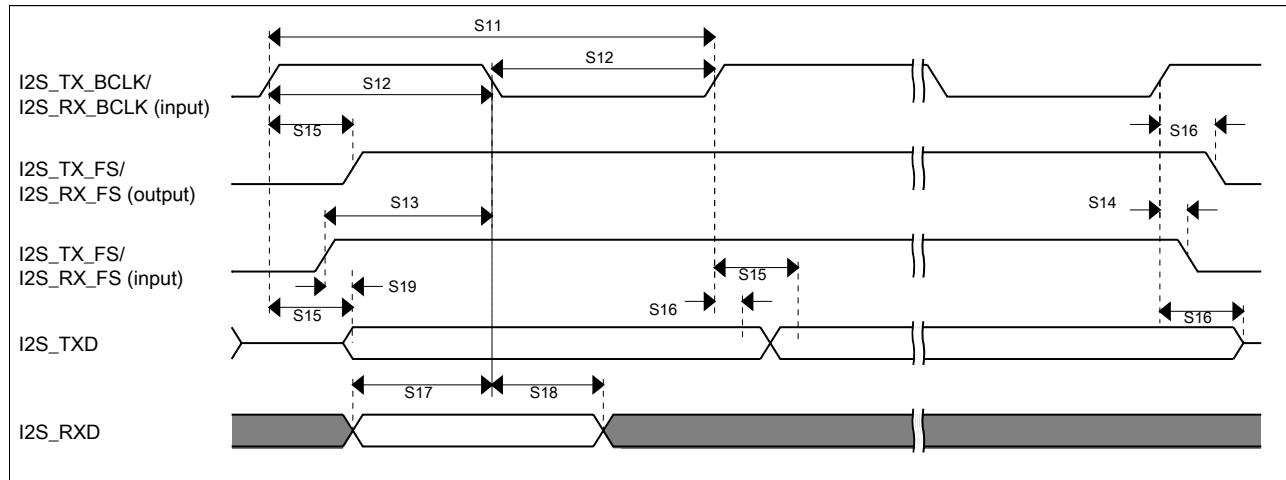 S11
I2S_TX_BCLK/
I2S_RX_BCLK (input)
S12
S12
S15
S16
I2S_TX_FS/
I2S_RX_FS (output)
S13
S14
I2S_TX_FS/
I2S_RX_FS (input)
S19
S15
S15
S16
S16
I2S_TXD
S17
S18
I2S_RXD